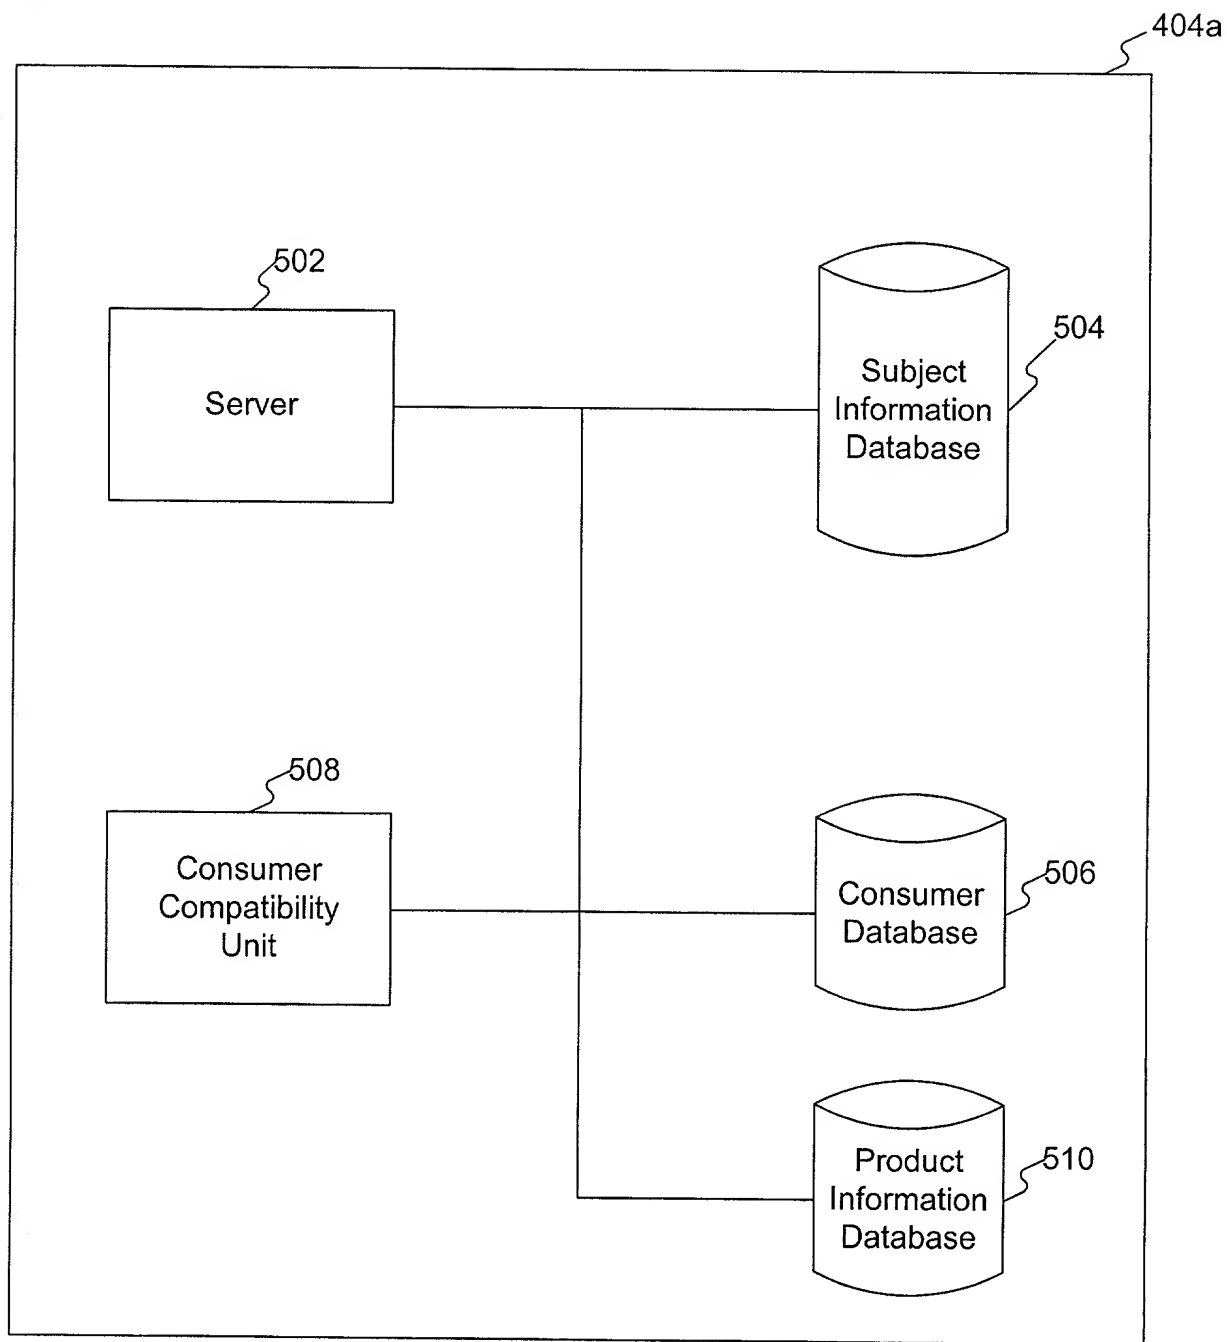 404a
502
Server
504
Subject
Information
Database
508
Consumer
Compatibility
Unit
506
Consumer
Database
510
Product
Information
Database